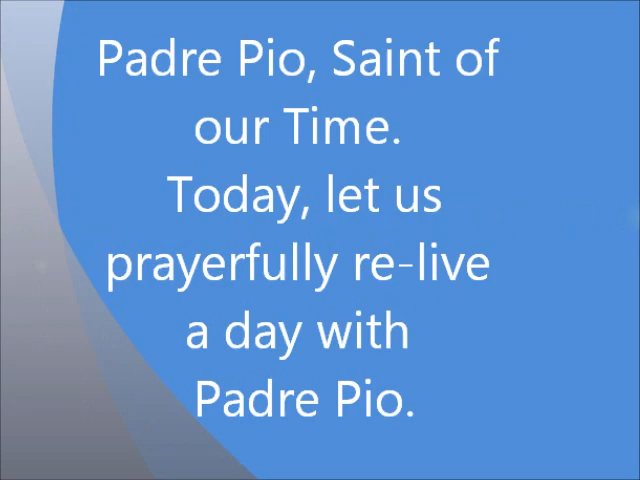 Padre Pio, Saint of
our Time.
Today, let us
prayerfully re-live
a day with
Padre Pio.